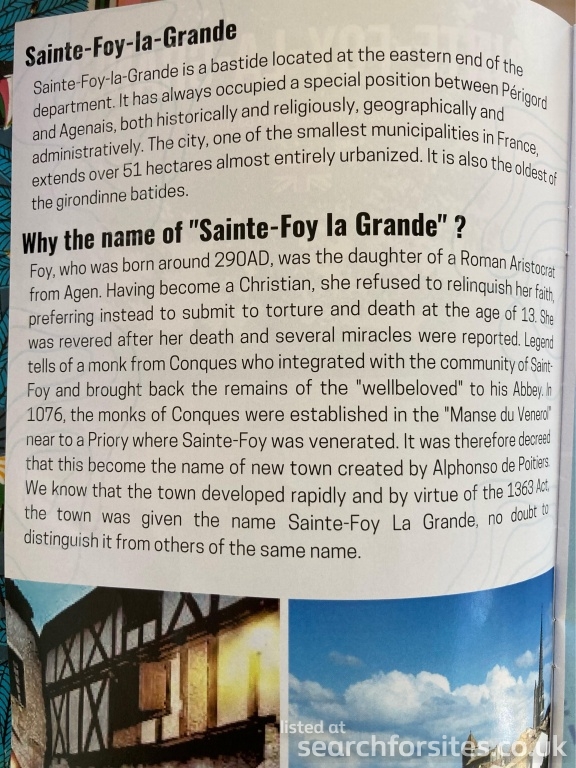 Sainte-Foy-la-Grande
Sainte-Foy-la-Grande is a bastide located at the eastern end of the
department. It has always occupied a special position between Périgord
and Agenais, both historically and religiously, geographically and
administratively. The city, one of the smallest municipalities in France,
extends over 51 hectares almost entirely urbanized. It is also the oldest of
the girondinne batides.
Why the name of "Sainte-Foy la Grande" ?
Foy, who was born around 290AD, was the daughter of a Roman Aristocrat
from Agen. Having become a Christian, she refused to relinquish her faith,
preferring instead to submit to torture and death at the age of 13. She
was revered after her death and several miracles were reported. Legend
tells of a monk from Conques who integrated with the community of Saint-
Foy and brought back the remains of the "wellbeloved" to his Abbey. In
1076, the monks of Conques were established in the "Manse du Venerol"
near to a Priory where Sainte-Foy was venerated. It was therefore decreed
that this become the name of new town created by Alphonso de Poitiers.
We know that the town developed rapidly and by virtue of the 1363 Act,
the town was given the name Sainte-Foy La Grande, no doubt to
distinguish it from others of the same name.
listed at
searchforsites.co.uk